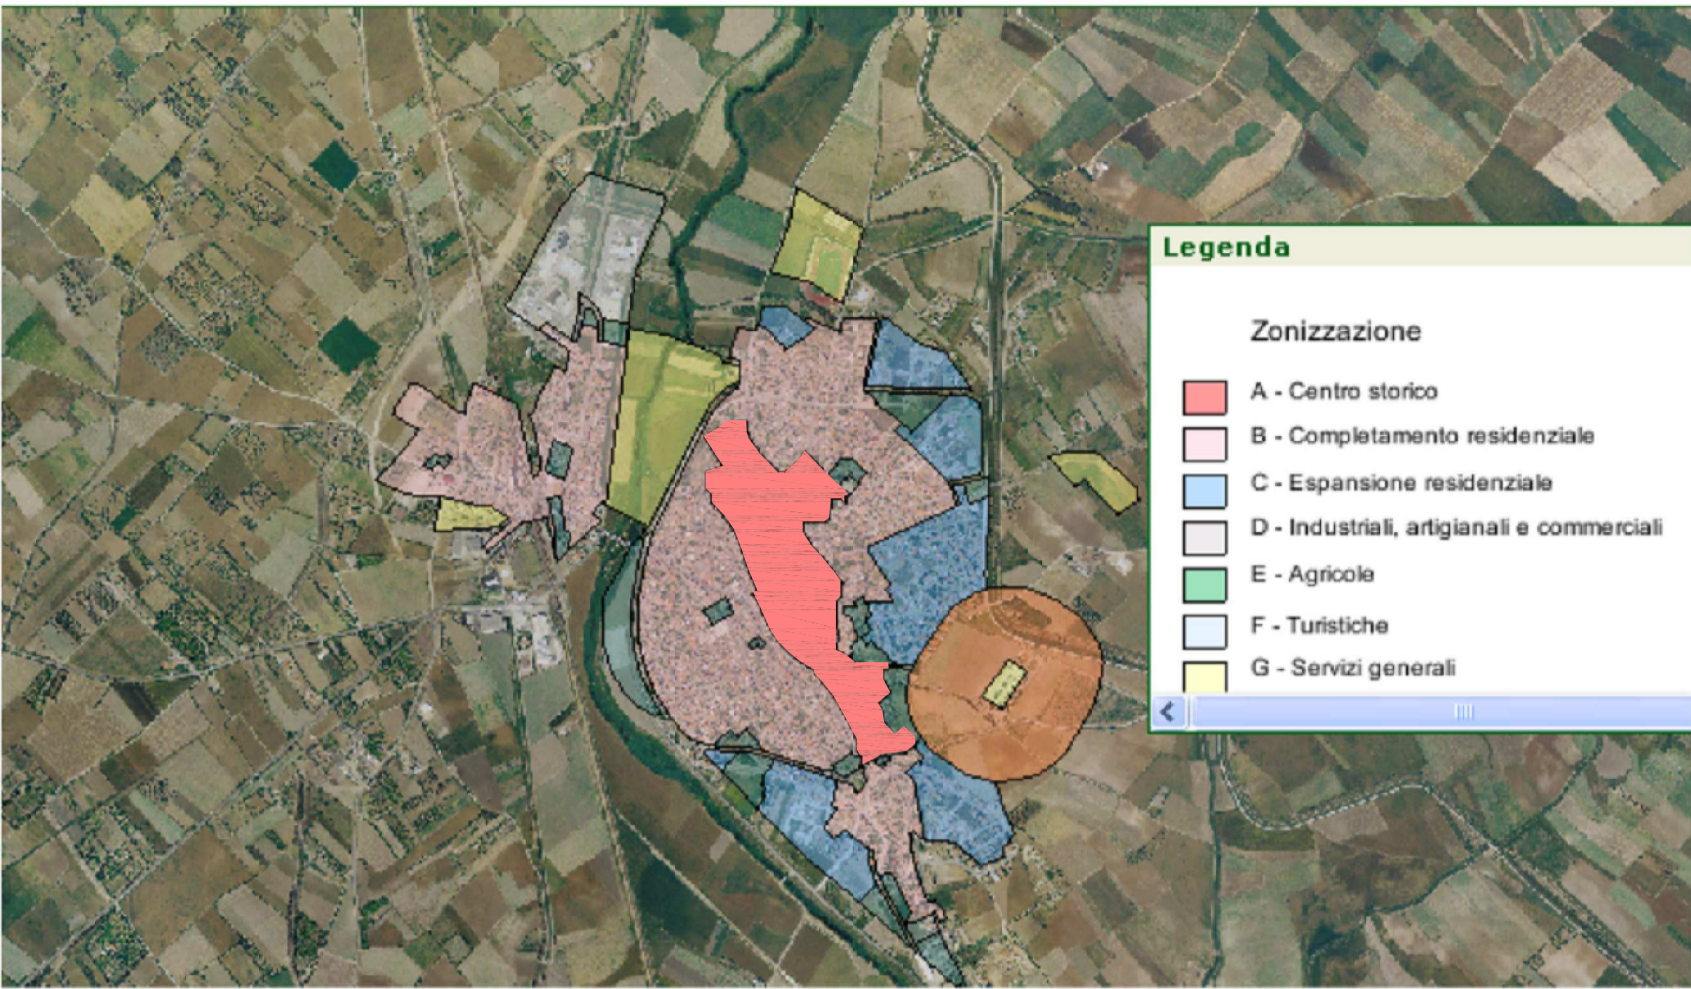 Legenda
Zonizzazione
A - Centro storico
B - Completamento residenziale
C - Espansione residenziale
D - Industriali, artigianali e commerciali
E - Agricole
F - Turistiche
G - Servizi generali